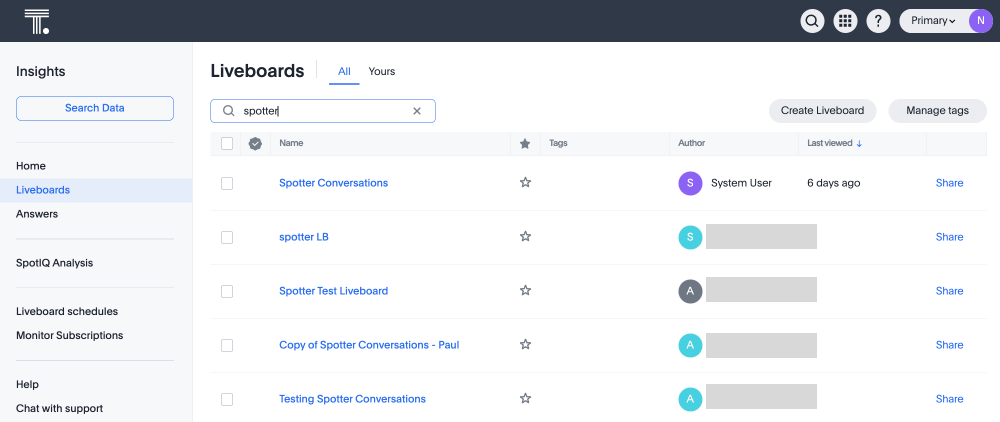 T.
?
Primary
N
Insights
Search Data
Home
Liveboards
Answers
SpotIQ Analysis
Liveboard schedules
Monitor Subscriptions
Help
Chat with support
Liveboards
All
Yours
spotter
Create Liveboard
Manage tags
Name Tags Author Last viewed ↓
Spotter Conversations S System User 6 days ago Share
spotter LB S Share
Spotter Test Liveboard A Share
Copy of Spotter Conversations - Paul A Share
Testing Spotter Conversations A Share